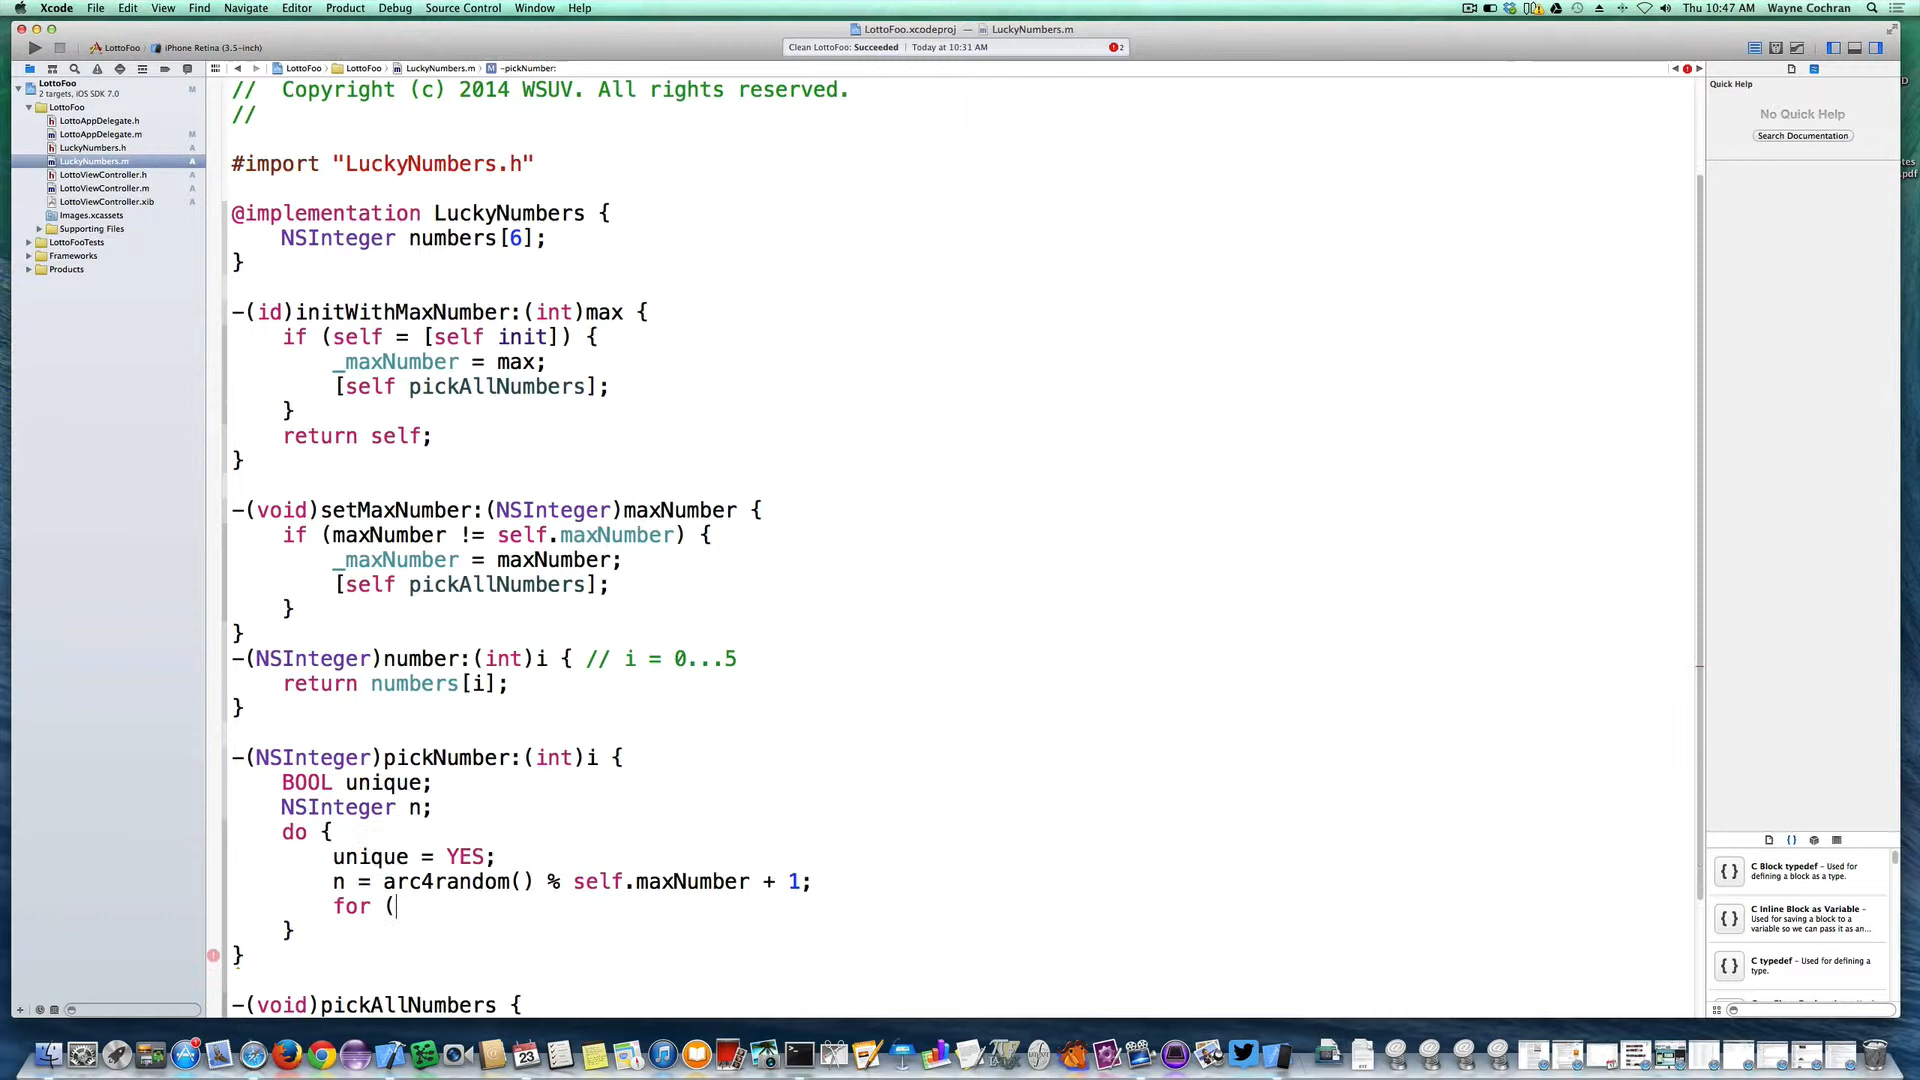 Xcode File Edit View Find Navigate Editor Product Debug Source Control Window Help
Thu 10:47 AM Wayne Cochran
LottoFoo.xcodeproj — LuckyNumbers.m
LottoFoo iPhone Retina (3.5-inch)
Clean LottoFoo: Succeeded Today at 10:31 AM 2
LottoFoo LottoFoo LuckyNumbers.m M -pickNumber:
LottoFoo
2 targets, iOS SDK 7.0 M
LottoFoo
LottoAppDelegate.h A
LottoAppDelegate.m M
LuckyNumbers.h A
LuckyNumbers.m A
LottoViewController.h A
LottoViewController.m A
LottoViewController.xib A
Images.xcassets
Supporting Files
LottoFooTests
Frameworks
Products
// Copyright (c) 2014 WSUV. All rights reserved.
//
#import "LuckyNumbers.h"
@implementation LuckyNumbers {
NSInteger numbers[6];
}
-(id)initWithMaxNumber:(int)max {
if (self = [self init]) {
_maxNumber = max;
[self pickAllNumbers];
}
return self;
}
-(void)setMaxNumber:(NSInteger)maxNumber {
if (maxNumber != self.maxNumber) {
_maxNumber = maxNumber;
[self pickAllNumbers];
}
}
-(NSInteger)number:(int)i { // i = 0...5
return numbers[i];
}
-(NSInteger)pickNumber:(int)i {
BOOL unique;
NSInteger n;
do {
unique = YES;
n = arc4random() % self.maxNumber + 1;
for (
}
}
-(void)pickAllNumbers {
Quick Help
No Quick Help
Search Documentation
C Block typedef – Used for
defining a block as a type.
C Inline Block as Variable –
Used for saving a block to a
variable so we can pass it as an...
C typedef – Used for defining a
type.
.pdf
23